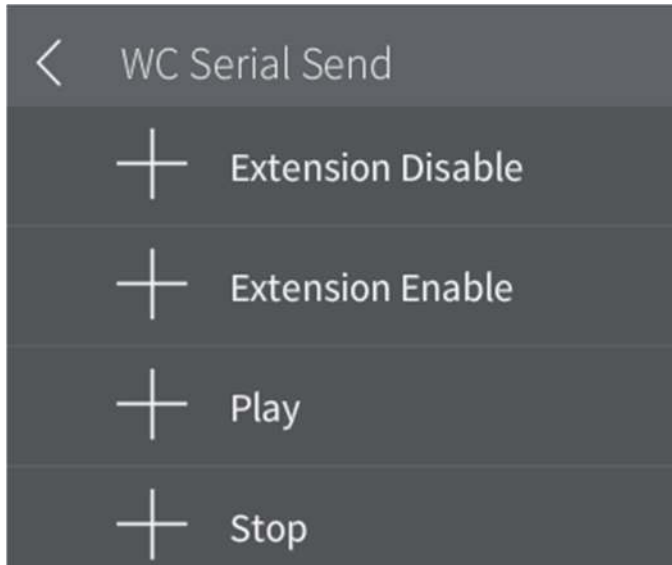 WC Serial Send
Extension Disable
Extension Enable
Play
Stop